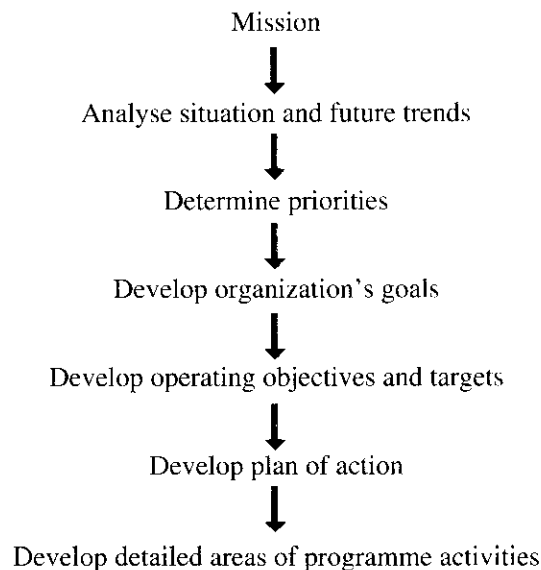 Mission
Analyse situation and future trends
Determine priorities
Develop organization's goals
Develop operating objectives and targets
Develop plan of action
Develop detailed areas of programme activities